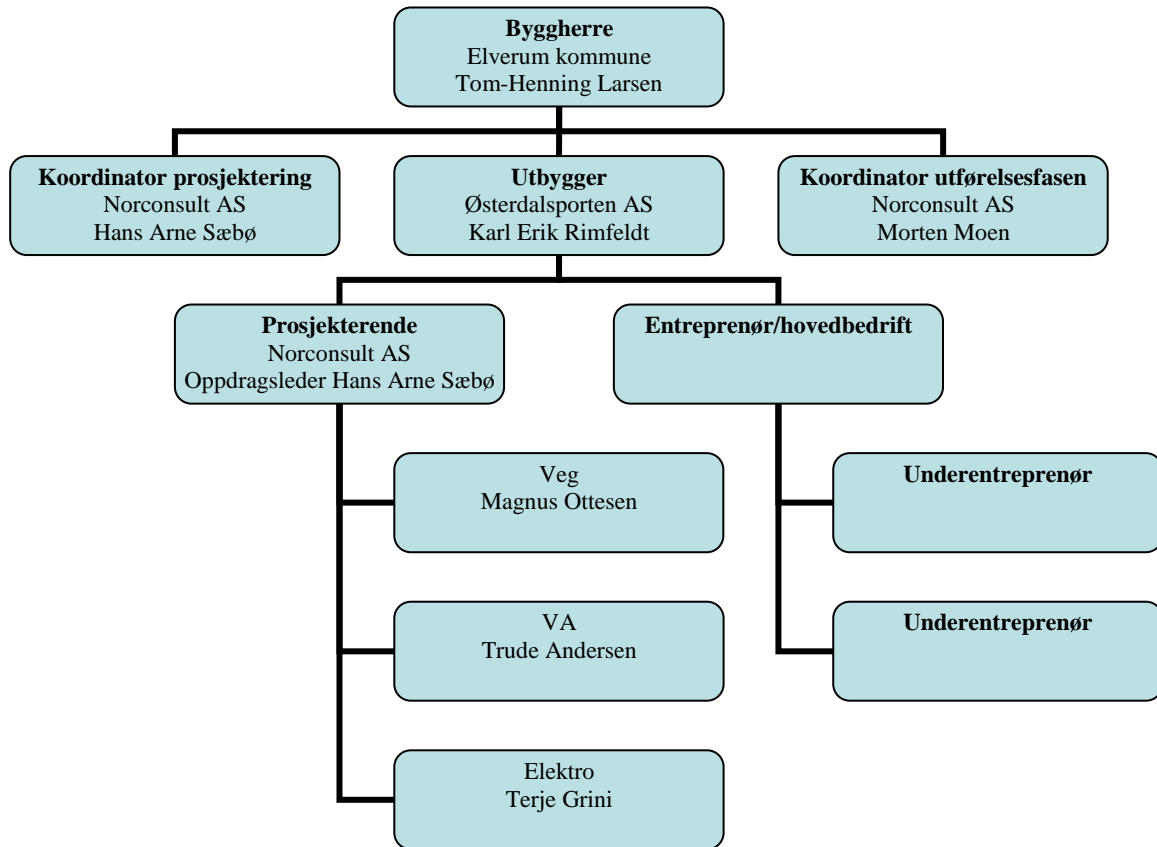 Byggherre
Elverum kommune
Tom-Henning Larsen
Koordinator prosjektering
Norconsult AS
Hans Arne Sæbø
Utbygger
Østerdalsporten AS
Karl Erik Rimfeldt
Koordinator utførelsesfasen
Norconsult AS
Morten Moen
Prosjekterende
Norconsult AS
Oppdragsleder Hans Arne Sæbø
Entreprenør/hovedbedrift
Veg
Magnus Ottesen
Underentreprenør
VA
Trude Andersen
Underentreprenør
Elektro
Terje Grini